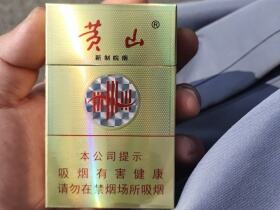 黄山®
新制皖烟
本公司提示
吸烟有害健康
请勿在禁烟场所吸烟